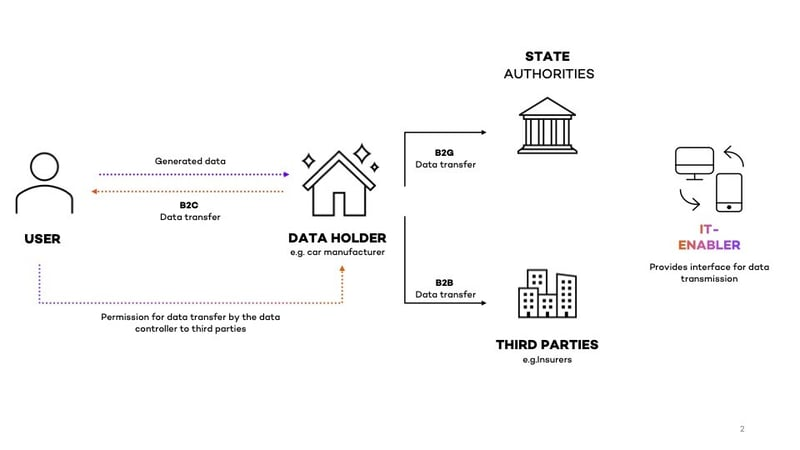 STATE
AUTHORITIES
Generated data
B2C
Data transfer
USER
DATA HOLDER
e.g. car manufacturer
B2G
Data transfer
B2B
Data transfer
THIRD PARTIES
e.g.Insurers
IT-
ENABLER
Provides interface for data
transmission
Permission for data transfer by the data
controller to third parties
2